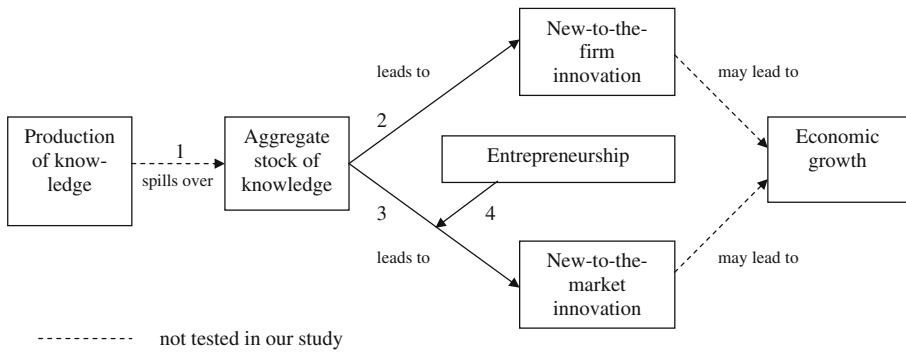 New-to-the-
firm
innovation
leads to
may lead to
2
Production
of know-
ledge
1
spills over
Aggregate
stock of
knowledge
Entrepreneurship
Economic
growth
3
4
leads to
New-to-the-
market
innovation
may lead to
not tested in our study